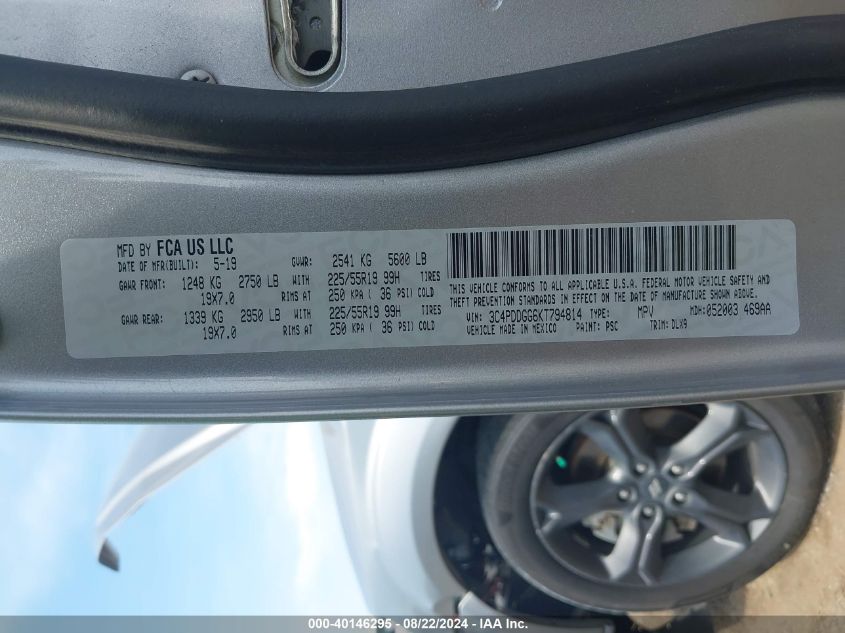 MFD BY FCA US LLC
DATE OF MFR(BUILT): 5-19 GVWR: 2541 KG 5600 LB
GAWR FRONT: 1248 KG 2750 LB WITH 225/55R19 99H TIRES
19X7.0 RIMS AT 250 KPA ( 36 PSI) COLD
GAWR REAR: 1339 KG 2950 LB WITH 225/55R19 99H TIRES
19X7.0 RIMS AT 250 KPA ( 36 PSI) COLD
THIS VEHICLE CONFORMS TO ALL APPLICABLE U.S.A. FEDERAL MOTOR VEHICLE SAFETY AND
THEFT PREVENTION STANDARDS IN EFFECT ON THE DATE OF MANUFACTURE SHOWN ABOVE.
VIN: 3C4PDDGG6KT794814 TYPE: MPV MDH:052003 469AA
VEHICLE MADE IN MEXICO PAINT: PSC TRIM: DLX9
000-40146295 - 08/22/2024 - IAAI.com